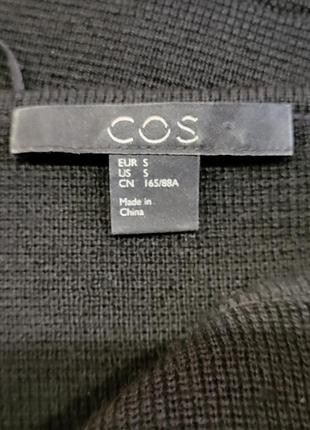 COS
EUR S
US S
CN 165/88A
Made in
China